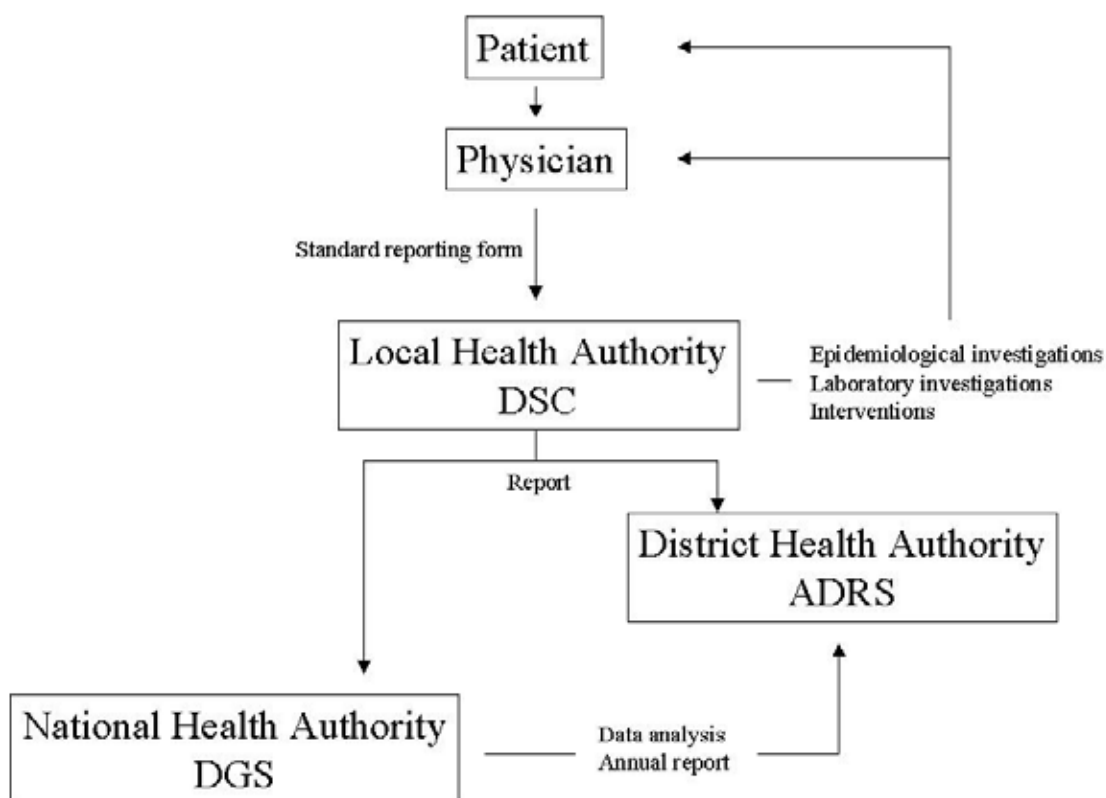 Patient
Physician
Standard reporting form
Local Health Authority
DSC
Epidemiological investigations
Laboratory investigations
Interventions
Report
District Health Authority
ADRS
National Health Authority
DGS
Data analysis
Annual report